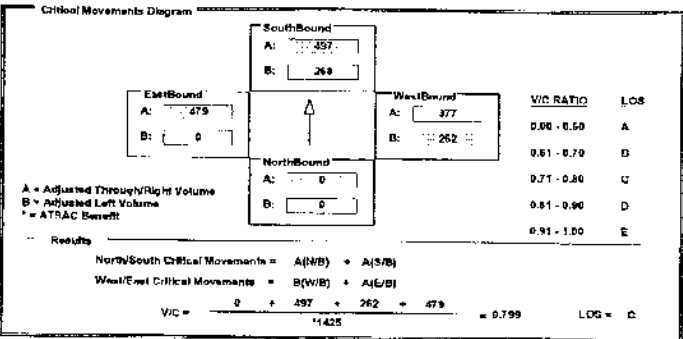 Critical Movements Diagram
SouthBound
A: 497
B: 268
EastBound
A: 479
B: 0
WestBound
A: 377
B: 262
NorthBound
A: 0
B: 0
V/C RATIO LOS
0.00 - 0.60 A
0.61 - 0.70 B
0.71 - 0.80 C
0.81 - 0.90 D
0.91 - 1.00 E
A = Adjusted Through/Right Volume
B = Adjusted Left Volume
* = ATSAC Benefit
Results
North/South Critical Movements = A(N/B) + A(S/B)
West/East Critical Movements = B(W/B) + A(E/B)
V/C = 0 + 497 + 262 + 479 = 0.799 LOS = C
*1425